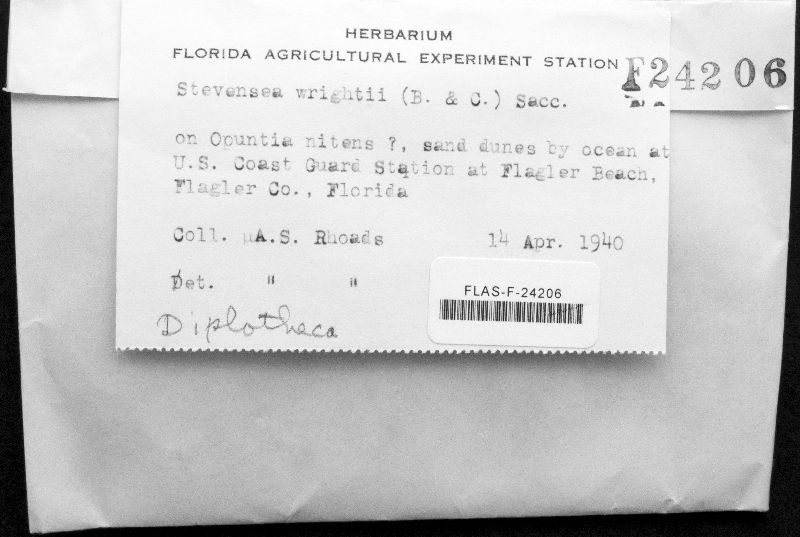 HERBARIUM
FLORIDA AGRICULTURAL EXPERIMENT STATION F24206
Stevensea wrightii (B. & C.) Sacc.
on Opuntia nitens ?, sand dunes by ocean at
U.S. Coast Guard Station at Flagler Beach,
Flagler Co., Florida
Coll. A.S. Rhoads 14 Apr. 1940
Det. " "
FLAS-F-24206
Diplotheca